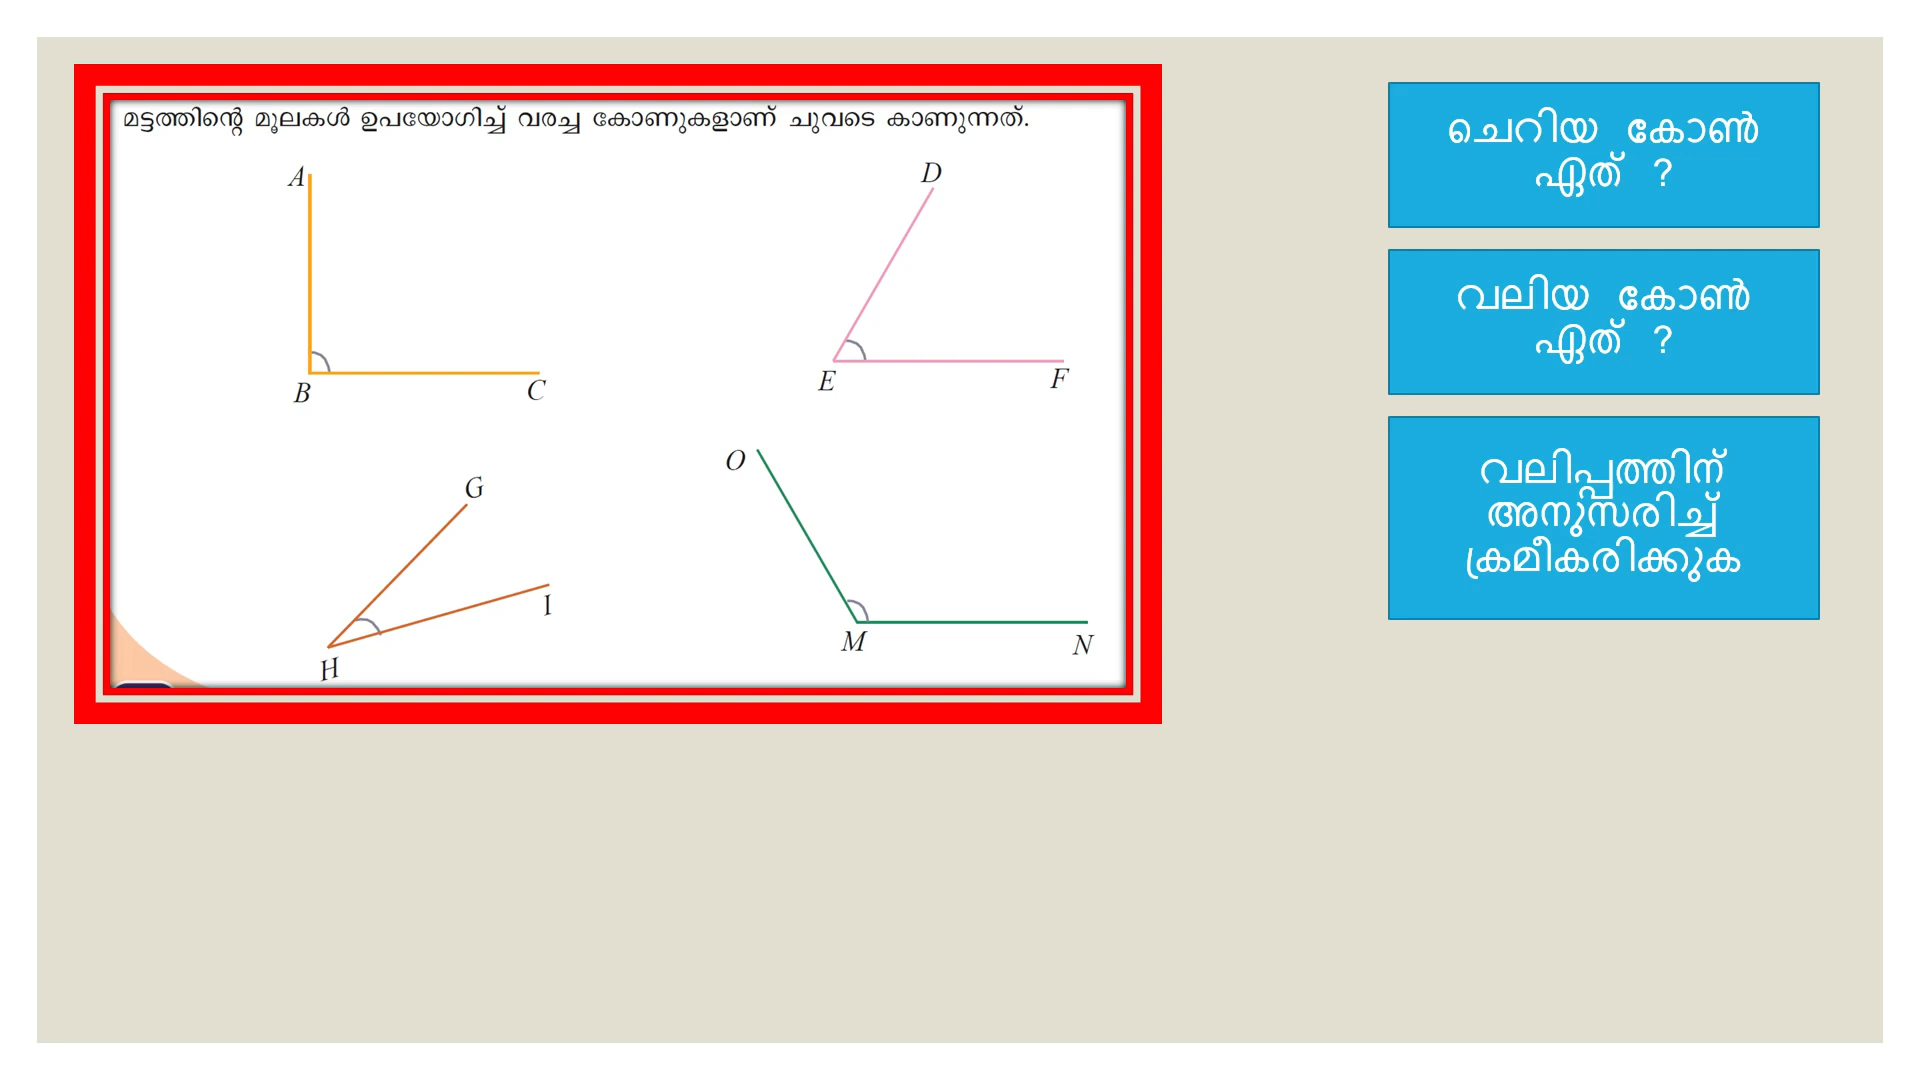 മട്ടത്തിന്റെ മൂലകൾ ഉപയോഗിച്ച് വരച്ച കോണുകളാണ് ചുവടെ കാണുന്നത്.
A
D
B
C
E
F
O
G
I
H
M
N
ചെറിയ കോൺ
ഏത് ?
വലിയ കോൺ
ഏത് ?
വലിപ്പത്തിന്
അനുസരിച്ച്
ക്രമീകരിക്കുക